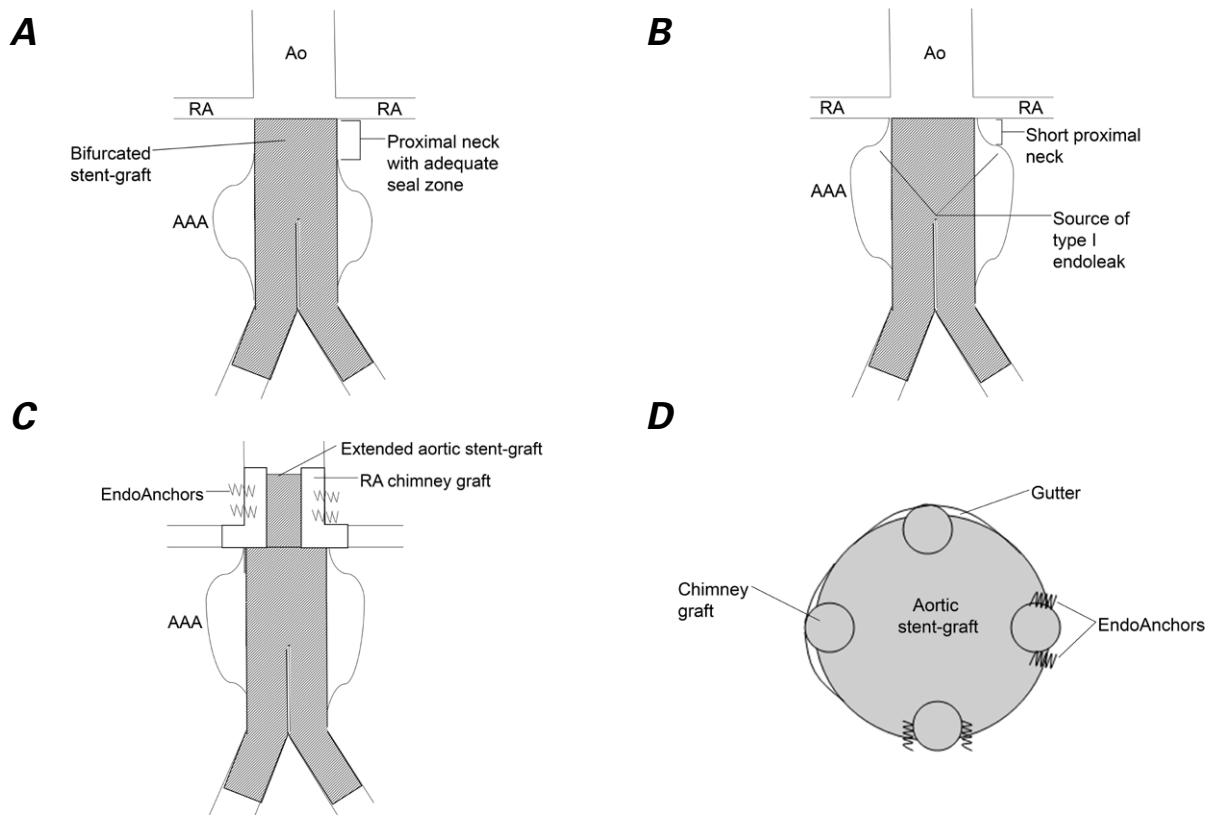 A
Ao
RA
RA
Bifurcated
stent-graft
Proximal neck
with adequate
seal zone
AAA
B
Ao
RA
RA
Short proximal
neck
AAA
Source of
type I
endoleak
C
Extended aortic stent-graft
RA chimney graft
EndoAnchors
AAA
D
Gutter
Chimney
graft
Aortic
stent-graft
EndoAnchors